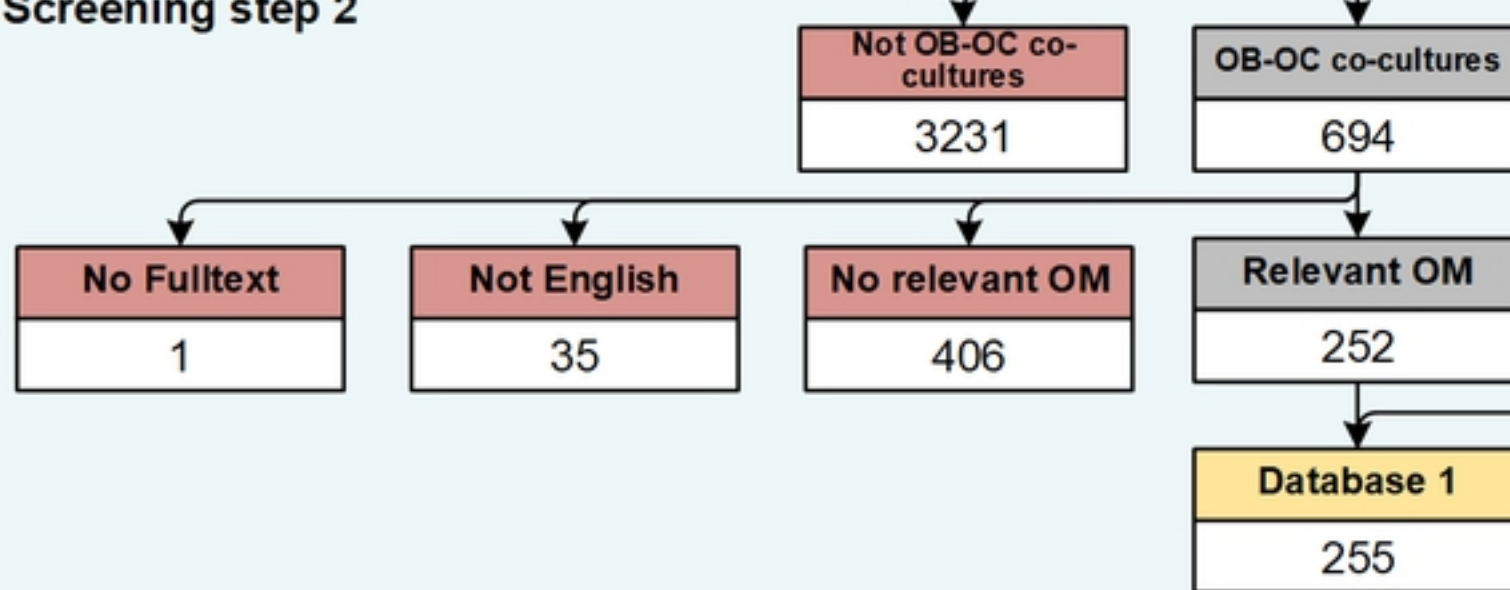 Screening step 2
Not OB-OC co-
cultures
OB-OC co-cultures
3231
694
No Fulltext
Not English
No relevant OM
Relevant OM
1
35
406
252
Database 1
255